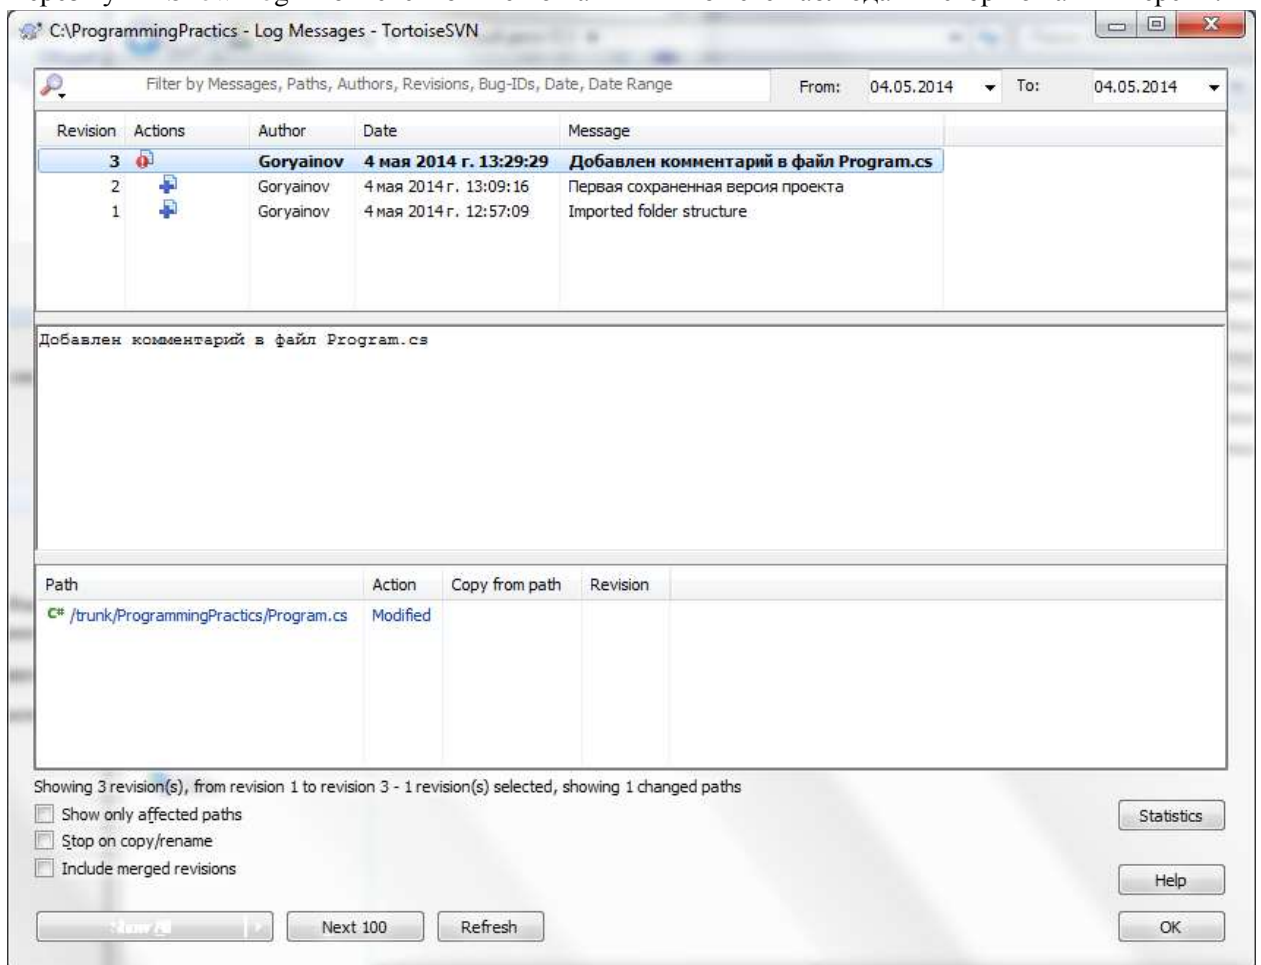 C:\ProgrammingPractics - Log Messages - TortoiseSVN
Filter by Messages, Paths, Authors, Revisions, Bug-IDs, Date, Date Range From: 04.05.2014 To: 04.05.2014
Revision Actions Author Date Message
3 Goryainov 4 мая 2014 г. 13:29:29 Добавлен комментарий в файл Program.cs
2 Goryainov 4 мая 2014 г. 13:09:16 Первая сохраненная версия проекта
1 Goryainov 4 мая 2014 г. 12:57:09 Imported folder structure
Добавлен комментарий в файл Program.cs
Path Action Copy from path Revision
C# /trunk/ProgrammingPractics/Program.cs Modified
Showing 3 revision(s), from revision 1 to revision 3 - 1 revision(s) selected, showing 1 changed paths
Show only affected paths
Statistics
Stop on copy/rename
Include merged revisions
Help
Show All Next 100 Refresh OK